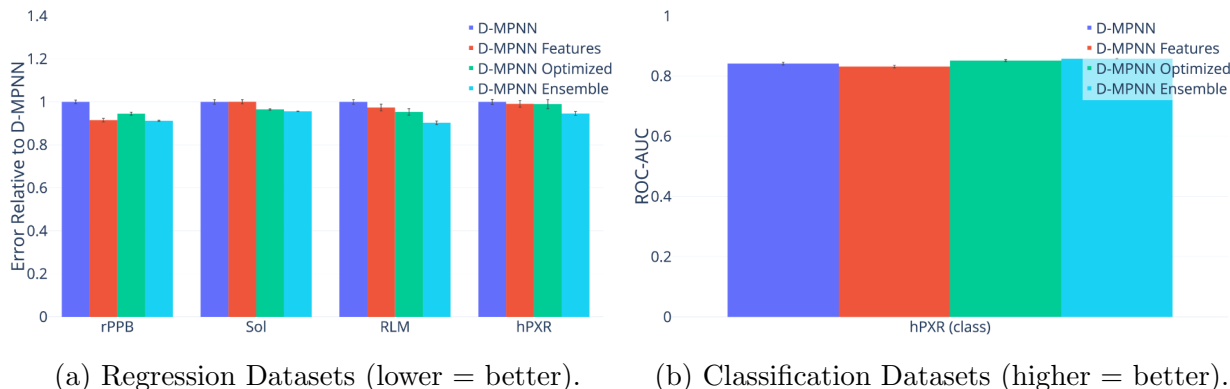 1.4
1.2
1
0.8
0.6
0.4
0.2
0
Error Relative to D-MPNN
rPPB
Sol
RLM
hPXR
D-MPNN
D-MPNN Features
D-MPNN Optimized
D-MPNN Ensemble
(a) Regression Datasets (lower = better).
1
0.8
0.6
0.4
0.2
0
ROC-AUC
hPXR (class)
D-MPNN
D-MPNN Features
D-MPNN Optimized
D-MPNN Ensemble
(b) Classification Datasets (higher = better).